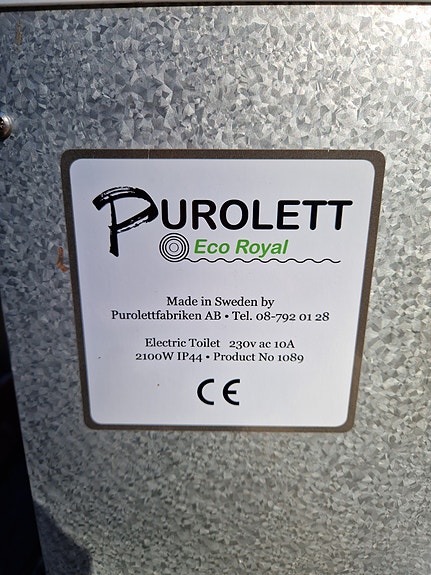 PUROLETT
Eco Royal
Made in Sweden by
Purolettfabriken AB • Tel. 08-792 01 28
Electric Toilet 230v ac 10A
2100W IP44 • Product No 1089
CE